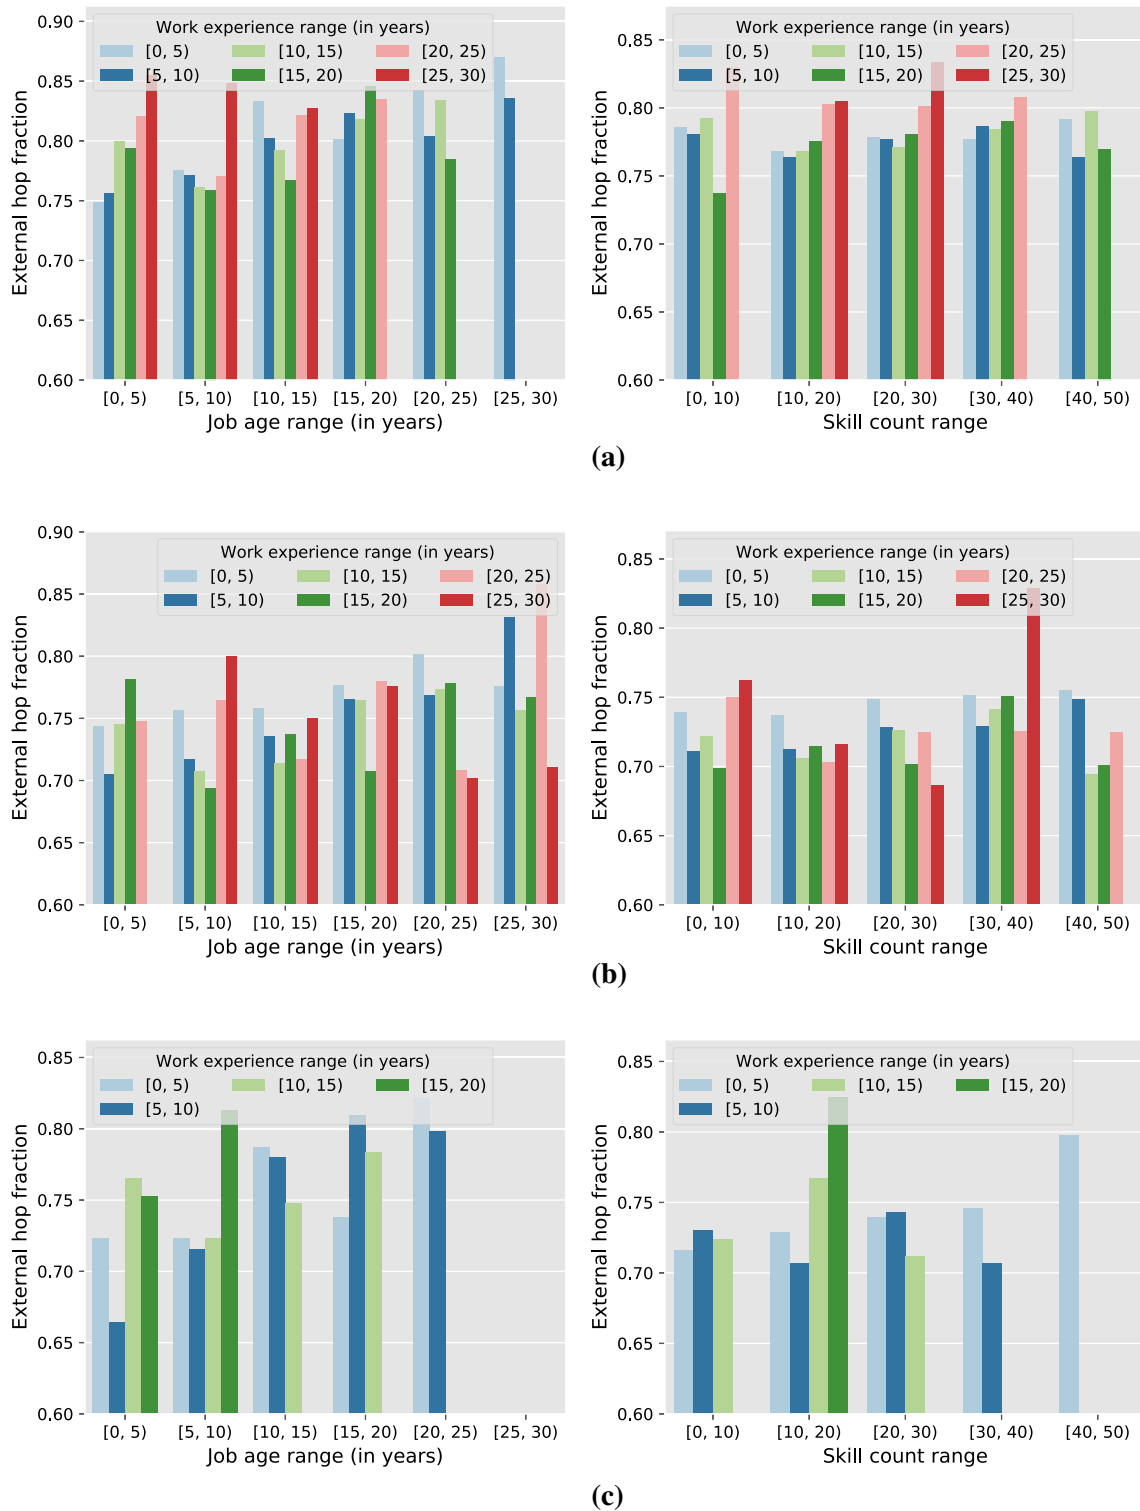 Work experience range (in years)
[0, 5) [10, 15) [20, 25)
[5, 10) [15, 20) [25, 30)
0.90
0.85
0.80
0.75
0.70
0.65
0.60
External hop fraction
[0, 5) [5, 10) [10, 15) [15, 20) [20, 25) [25, 30)
Job age range (in years)
Work experience range (in years)
[0, 5) [10, 15) [20, 25)
[5, 10) [15, 20) [25, 30)
0.85
0.80
0.75
0.70
0.65
0.60
External hop fraction
[0, 10) [10, 20) [20, 30) [30, 40) [40, 50)
Skill count range
(a)
Work experience range (in years)
[0, 5) [10, 15) [20, 25)
[5, 10) [15, 20) [25, 30)
0.90
0.85
0.80
0.75
0.70
0.65
0.60
External hop fraction
[0, 5) [5, 10) [10, 15) [15, 20) [20, 25) [25, 30)
Job age range (in years)
Work experience range (in years)
[0, 5) [10, 15) [20, 25)
[5, 10) [15, 20) [25, 30)
0.85
0.80
0.75
0.70
0.65
0.60
External hop fraction
[0, 10) [10, 20) [20, 30) [30, 40) [40, 50)
Skill count range
(b)
Work experience range (in years)
[0, 5) [10, 15) [15, 20)
[5, 10)
0.85
0.80
0.75
0.70
0.65
0.60
External hop fraction
[0, 5) [5, 10) [10, 15) [15, 20) [20, 25) [25, 30)
Job age range (in years)
Work experience range (in years)
[0, 5) [10, 15) [15, 20)
[5, 10)
0.85
0.80
0.75
0.70
0.65
0.60
External hop fraction
[0, 10) [10, 20) [20, 30) [30, 40) [40, 50)
Skill count range
(c)